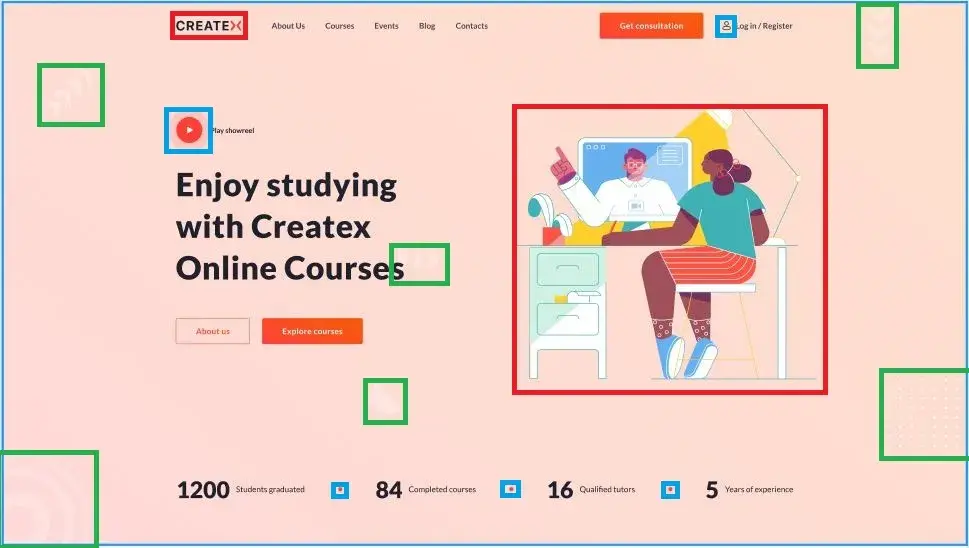 CREATEX
About Us Courses Events Blog Contacts
Get consultation
Log in / Register
Play showreel
Enjoy studying
with Createx
Online Courses
About us Explore courses
1200 Students graduated
84 Completed courses
16 Qualified tutors
5 Years of experience